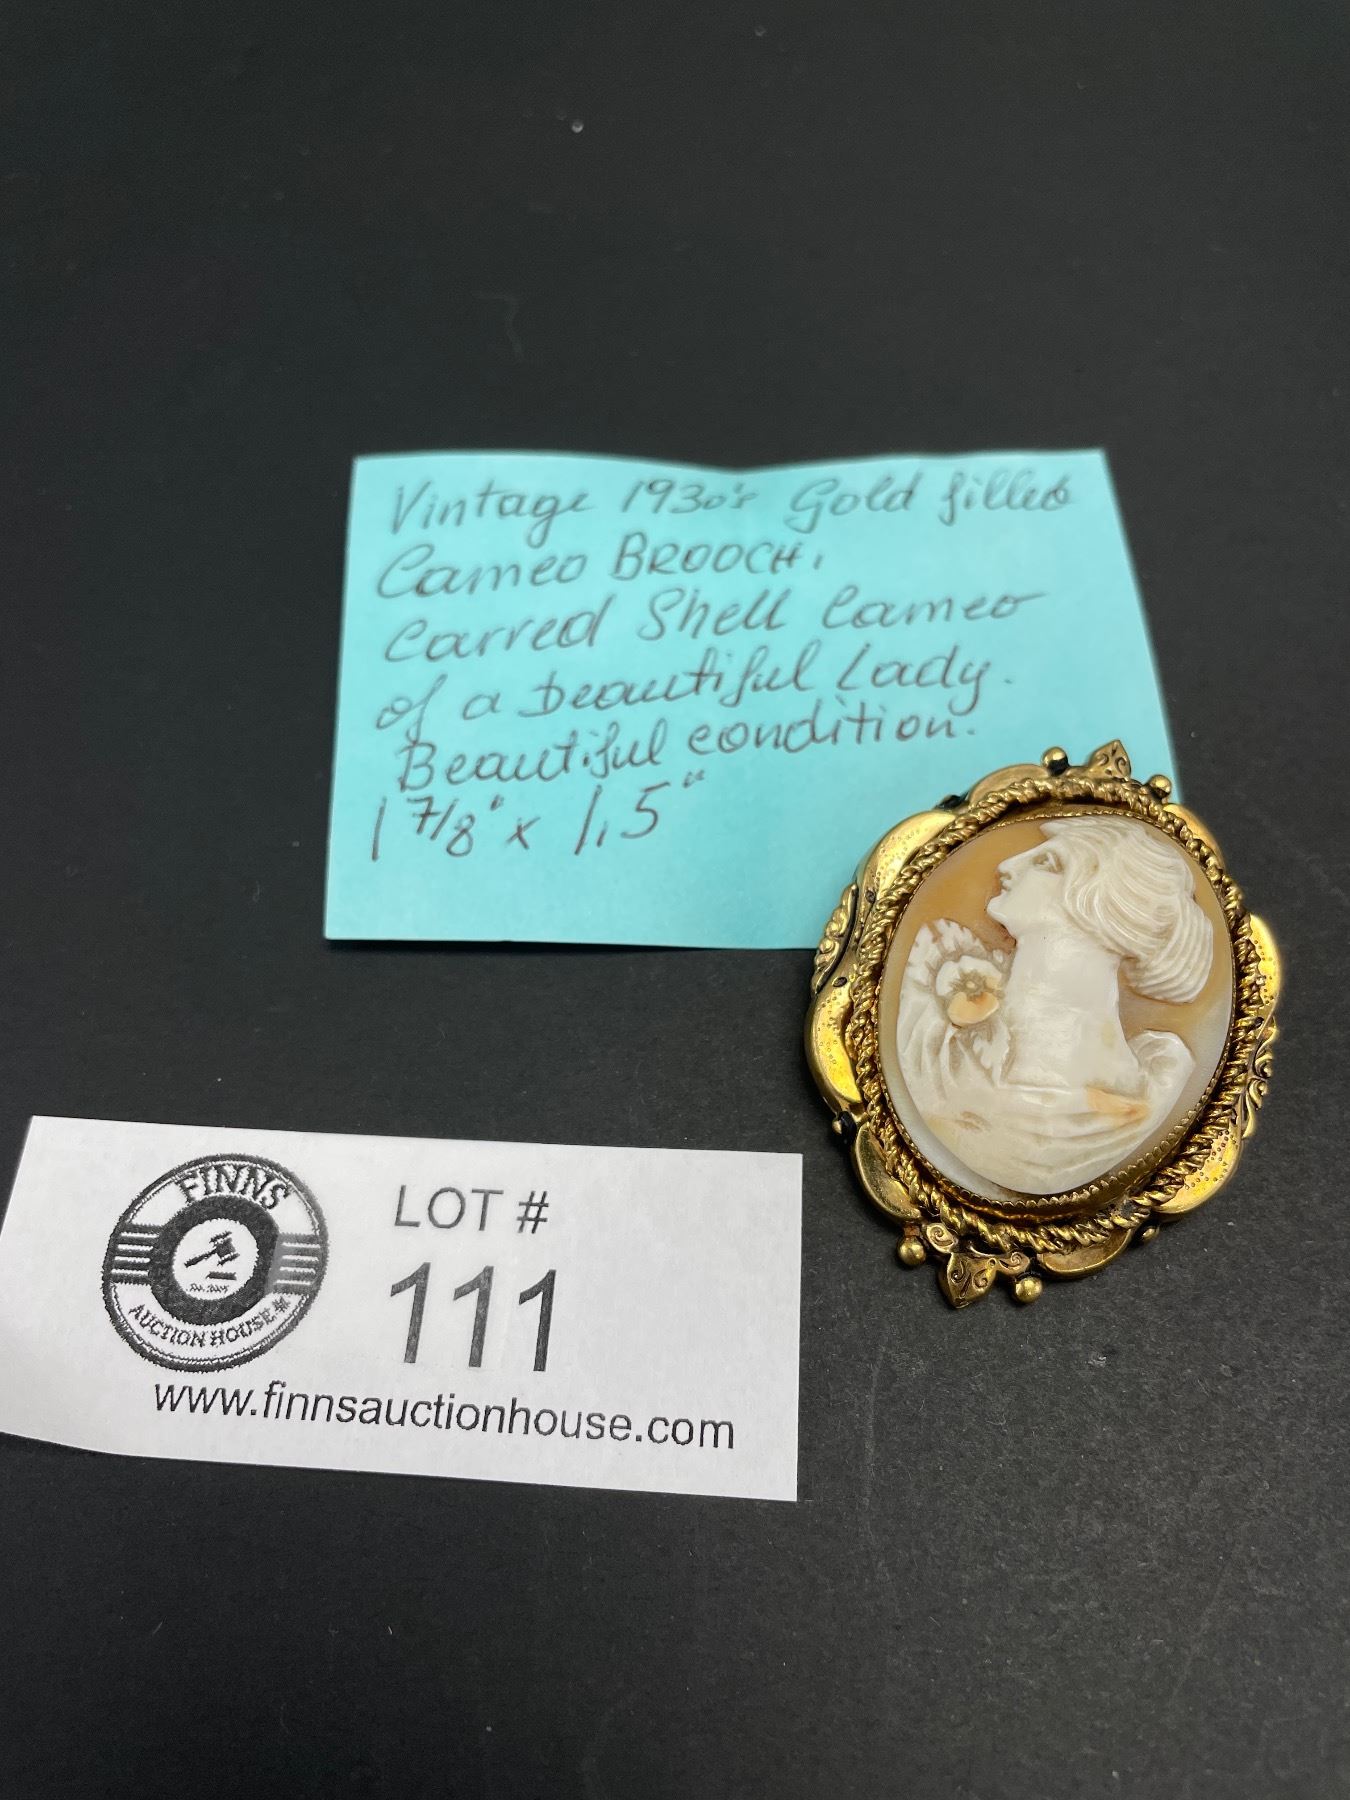 Vintage 1930's Gold filled
Cameo BROOCH,
Carved Shell Cameo
of a beautiful Lady.
Beautiful condition.
1 7/8" x 1,5"
FINNS
AUCTION HOUSE
LOT #
111
www.finnsauctionhouse.com